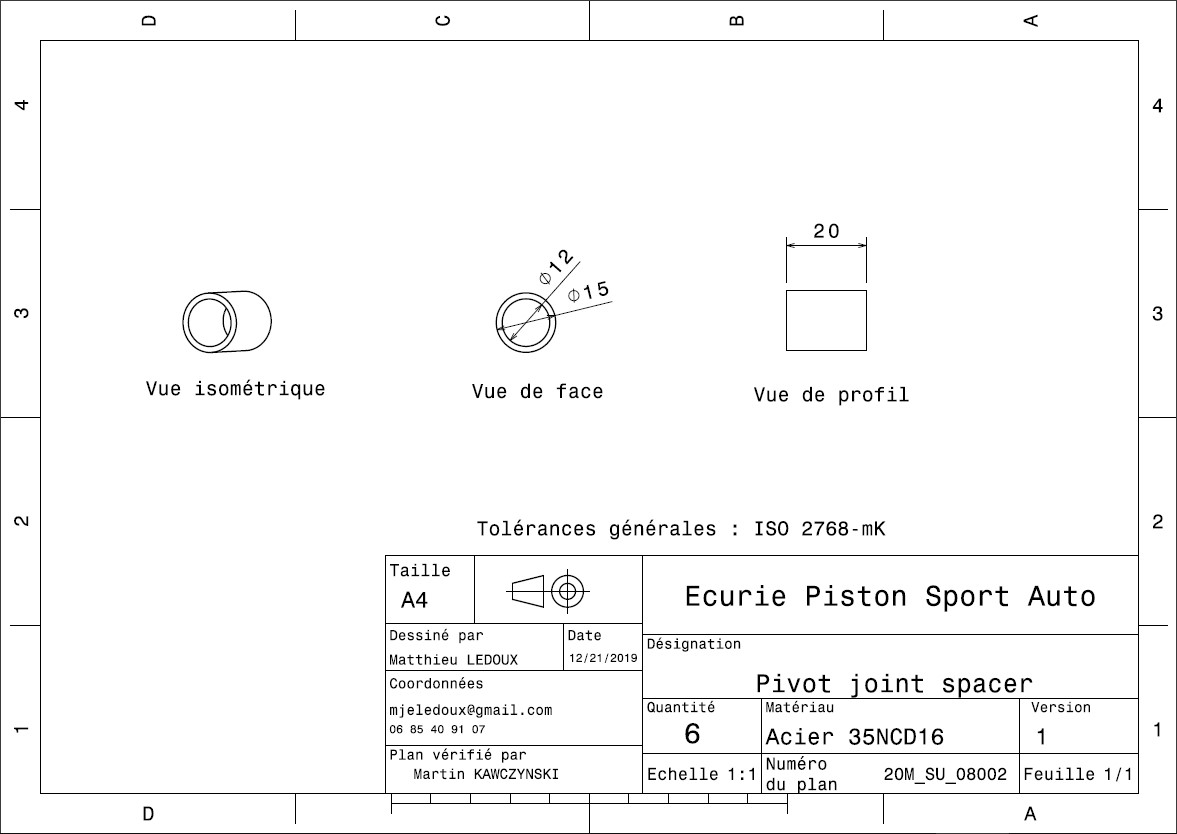 D C B A
4 4
20
⌀12
⌀15
3 3
Vue isométrique
Vue de face
Vue de profil
2 2
Tolérances générales : ISO 2768-mK
Taille
A4
Ecurie Piston Sport Auto
Dessiné par
Matthieu LEDOUX
Date
12/21/2019
Désignation
Pivot joint spacer
Coordonnées
mjeledoux@gmail.com
06 85 40 91 07
Quantité
6
Matériau
Acier 35NCD16
Version
1
1 1
Plan vérifié par
Martin KAWCZYNSKI
Echelle 1:1
Numéro
du plan
20M_SU_08002
Feuille 1/1
D A